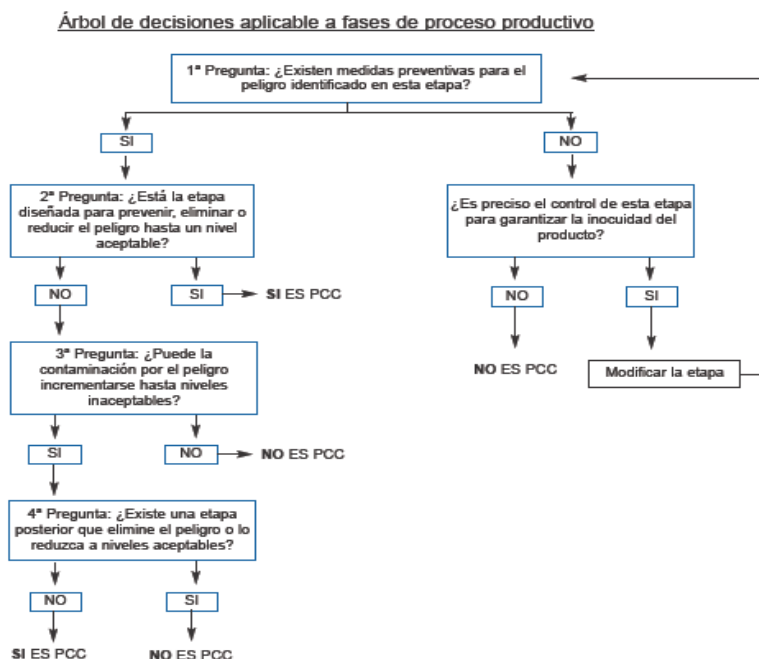 Árbol de decisiones aplicable a fases de proceso productivo
1ª Pregunta: ¿Existen medidas preventivas para el
peligro identificado en esta etapa?
SI
NO
2ª Pregunta: ¿Está la etapa
diseñada para prevenir, eliminar o
reducir el peligro hasta un nivel
aceptable?
¿Es preciso el control de esta etapa
para garantizar la inocuidad del
producto?
NO
SI
SI ES PCC
NO
SI
3ª Pregunta: ¿Puede la
contaminación por el peligro
incrementarse hasta niveles
inaceptables?
NO ES PCC
Modificar la etapa
SI
NO
NO ES PCC
4ª Pregunta: ¿Existe una etapa
posterior que elimine el peligro o lo
reduzca a niveles aceptables?
NO
SI
SI ES PCC
NO ES PCC